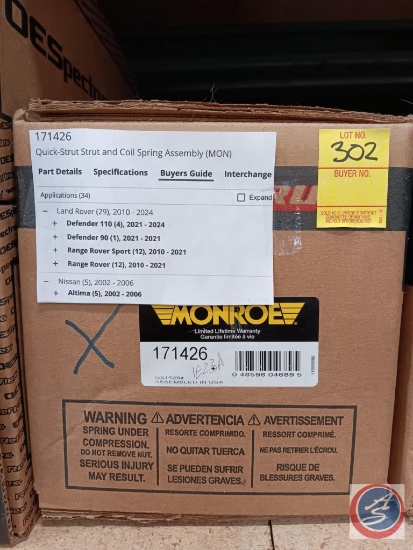 OESpectrum
171426
Quick-Strut Strut and Coil Spring Assembly (MON)
Part Details Specifications Buyers Guide Interchange
Applications (34) Expand
− Land Rover (29), 2010 - 2024
+ Defender 110 (4), 2021 - 2024
+ Defender 90 (1), 2021 - 2021
+ Range Rover Sport (12), 2010 - 2021
+ Range Rover (12), 2010 - 2021
− Nissan (5), 2002 - 2006
+ Altima (5), 2002 - 2006
LOT NO.
302
BUYER NO.
MONROE
Limited Lifetime Warranty
Garantie limitée à vie
171426
ASSEMBLED IN USA
0 48598 04689 5
WARNING
SPRING UNDER
COMPRESSION.
DO NOT REMOVE NUT.
SERIOUS INJURY
MAY RESULT.
ADVERTENCIA
RESORTE COMPRIMIDO.
NO QUITAR TUERCA
SE PUEDEN SUFRIR
LESIONES GRAVES.
AVERTISSEMENT
RESSORT COMPRIMÉ.
NE PAS RETIRER L'ÉCROU.
RISQUE DE
BLESSURES GRAVES.